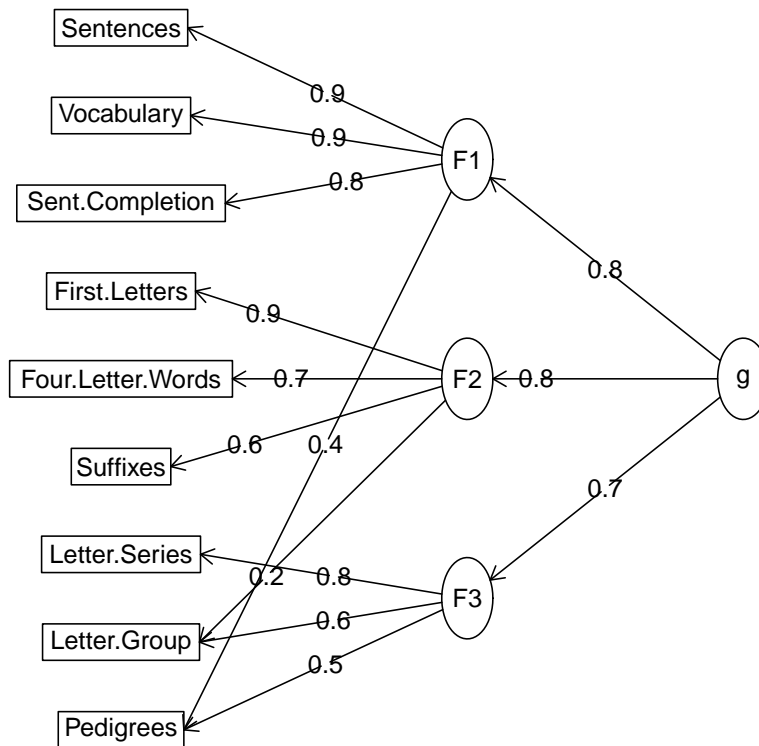 Sentences
Vocabulary
Sent.Completion
First.Letters
Four.Letter.Words
Suffixes
Letter.Series
Letter.Group
Pedigrees
0.9
0.9
0.8
0.4
0.9
0.7
0.6
0.2
0.8
0.6
0.5
F1
F2
F3
0.8
0.8
0.7
g